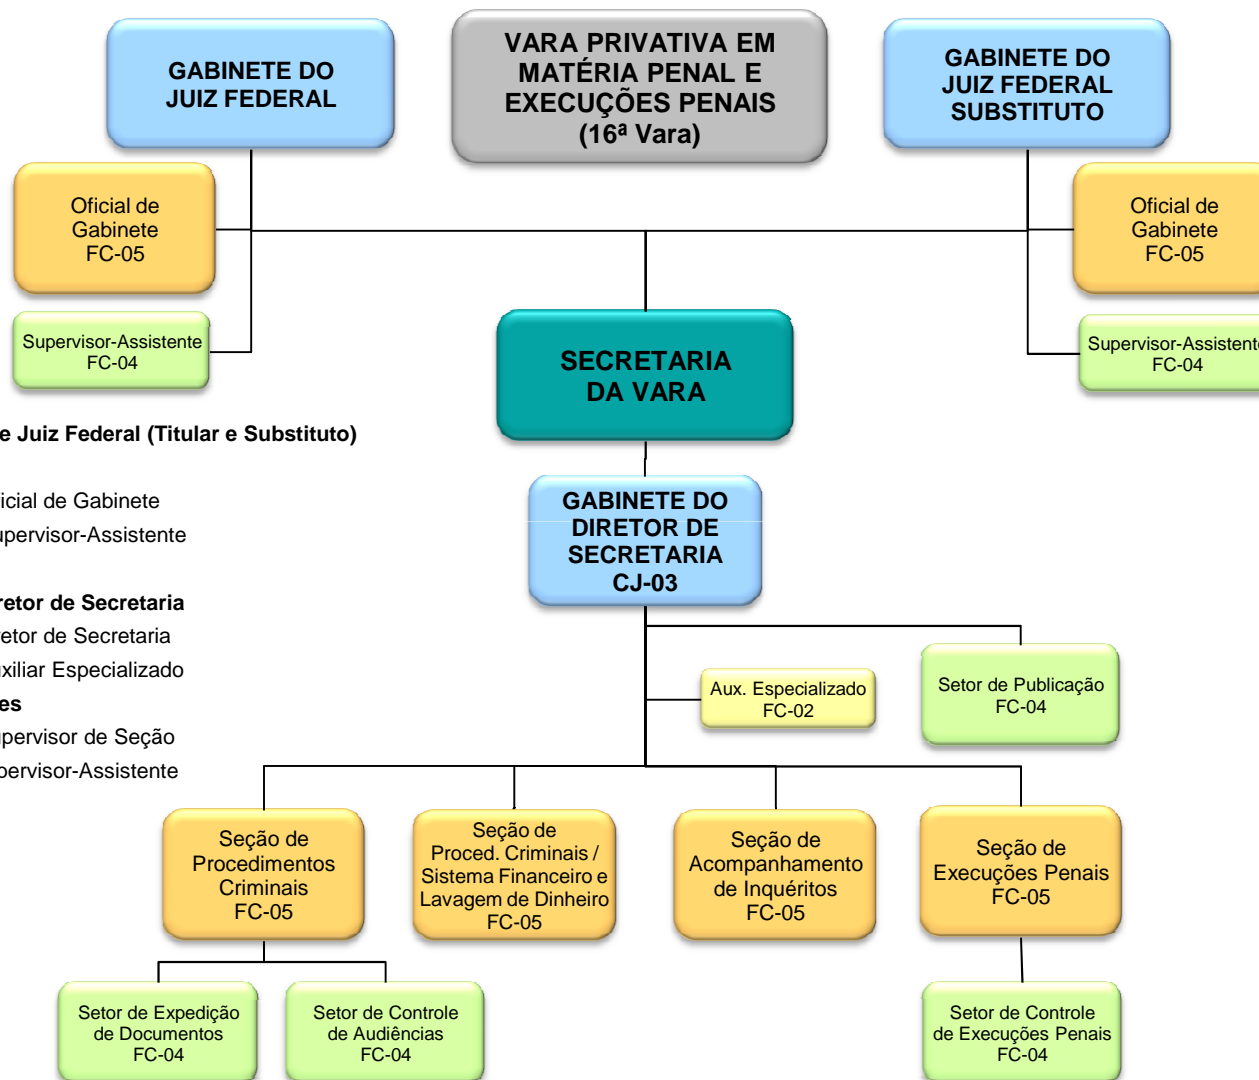 GABINETE DO
JUIZ FEDERAL
VARA PRIVATIVA EM
MATÉRIA PENAL E
EXECUÇÕES PENAIS
(16ª Vara)
GABINETE DO
JUIZ FEDERAL
SUBSTITUTO
Oficial de
Gabinete
FC-05
Oficial de
Gabinete
FC-05
Supervisor-Assistente
FC-04
SECRETARIA
DA VARA
Supervisor-Assistente
FC-04
e Juiz Federal (Titular e Substituto)
icial de Gabinete
upervisor-Assistente
GABINETE DO
DIRETOR DE
SECRETARIA
CJ-03
retor de Secretaria
retor de Secretaria
uxiliar Especializado
es
upervisor de Seção
pervisor-Assistente
Aux. Especializado
FC-02
Setor de Publicação
FC-04
Seção de
Procedimentos
Criminais
FC-05
Seção de
Proced. Criminais /
Sistema Financeiro e
Lavagem de Dinheiro
FC-05
Seção de
Acompanhamento
de Inquéritos
FC-05
Seção de
Execuções Penais
FC-05
Setor de Expedição
de Documentos
FC-04
Setor de Controle
de Audiências
FC-04
Setor de Controle
de Execuções Penais
FC-04